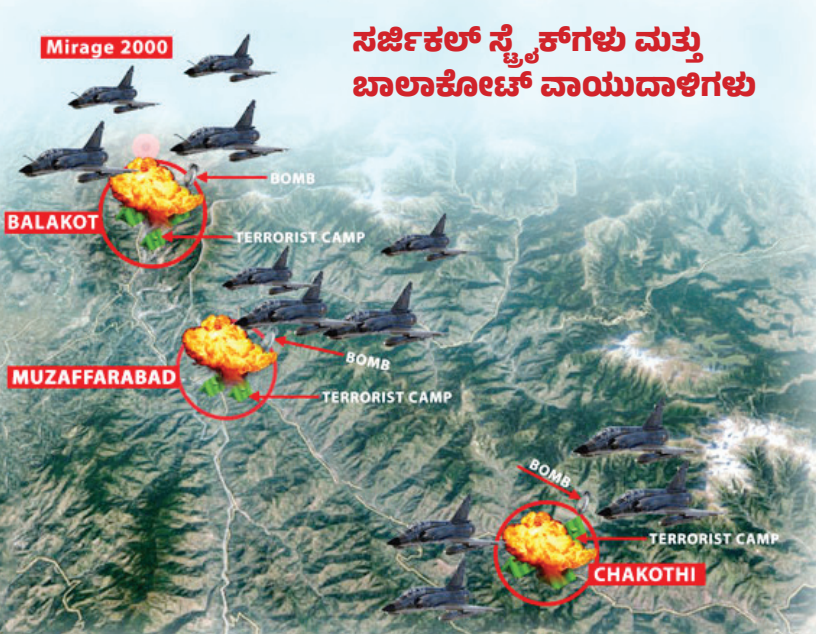 Mirage 2000
ಸರ್ಜಿಕಲ್ ಸ್ಟ್ರೈಕ್‌ಗಳು ಮತ್ತು
ಬಾಲಾಕೋಟ್ ವಾಯುದಾಳಿಗಳು
BOMB
BALAKOT
TERRORIST CAMP
BOMB
MUZAFFARABAD
TERRORIST CAMP
BOMB
TERRORIST CAMP
CHAKOTHI